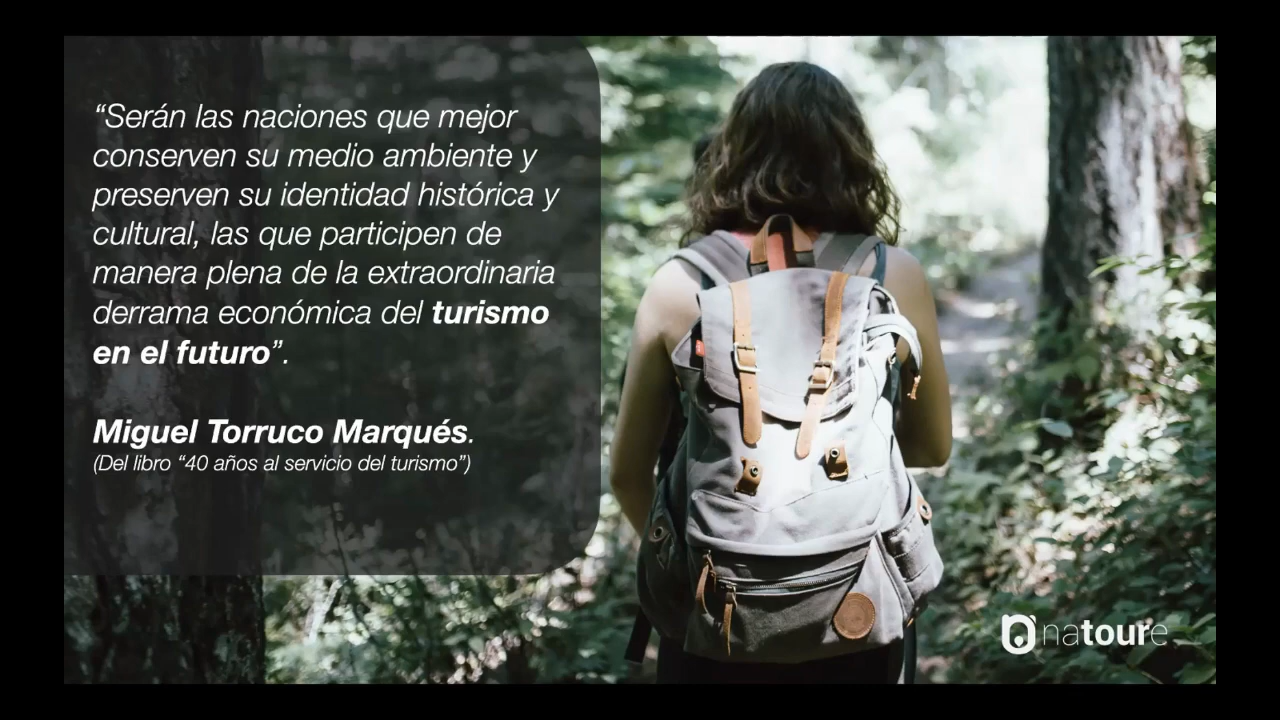 “Serán las naciones que mejor
conserven su medio ambiente y
preserven su identidad histórica y
cultural, las que participen de
manera plena de la extraordinaria
derrama económica del turismo
en el futuro”.
Miguel Torruco Marqués.
(Del libro “40 años al servicio del turismo”)
natoure